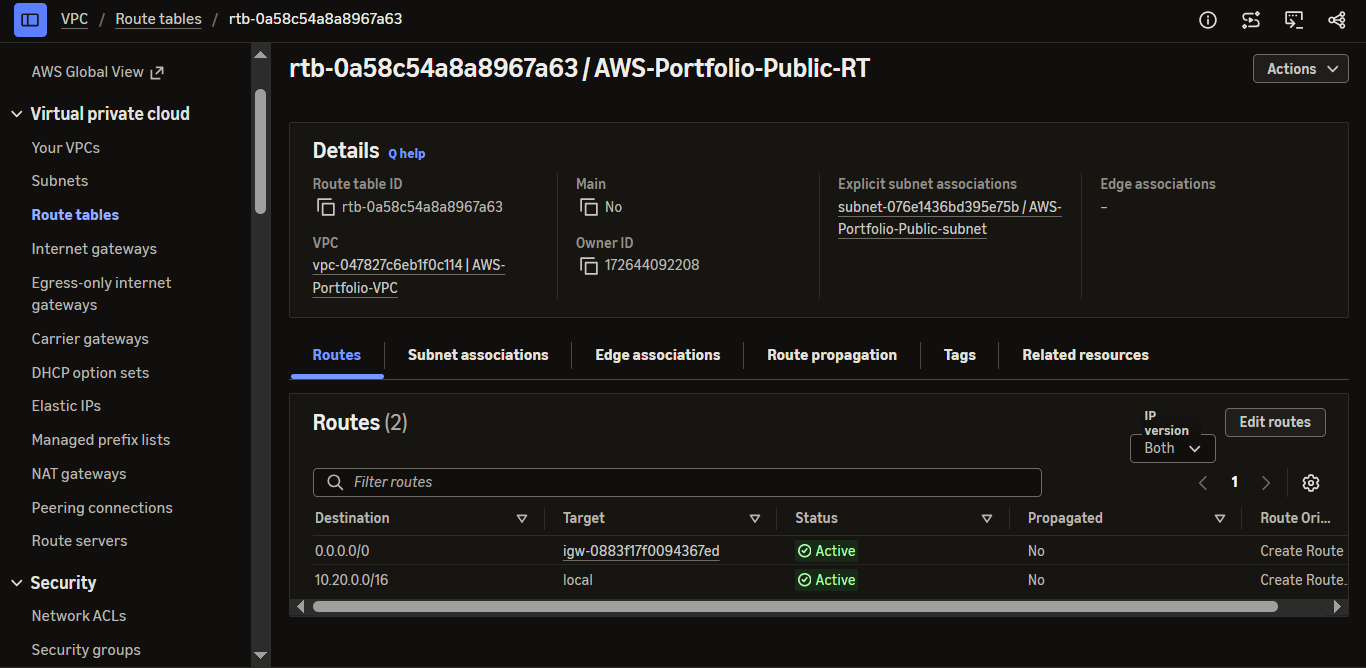 VPC / Route tables / rtb-0a58c54a8a8967a63
AWS Global View
Virtual private cloud
Your VPCs
Subnets
Route tables
Internet gateways
Egress-only internet
gateways
Carrier gateways
DHCP option sets
Elastic IPs
Managed prefix lists
NAT gateways
Peering connections
Route servers
Security
Network ACLs
Security groups
rtb-0a58c54a8a8967a63 / AWS-Portfolio-Public-RT
Actions
Details Q help
Route table ID
rtb-0a58c54a8a8967a63
VPC
vpc-047827c6eb1f0c114 | AWS-
Portfolio-VPC
Main
No
Owner ID
172644092208
Explicit subnet associations
subnet-076e1436bd395e75b / AWS-
Portfolio-Public-subnet
Edge associations
–
Routes Subnet associations Edge associations Route propagation Tags Related resources
Routes (2)
IP
version
Both
Edit routes
Filter routes
1
Destination Target Status Propagated Route Ori...
0.0.0.0/0 igw-0883f17f0094367ed Active No Create Route
10.20.0.0/16 local Active No Create Route.